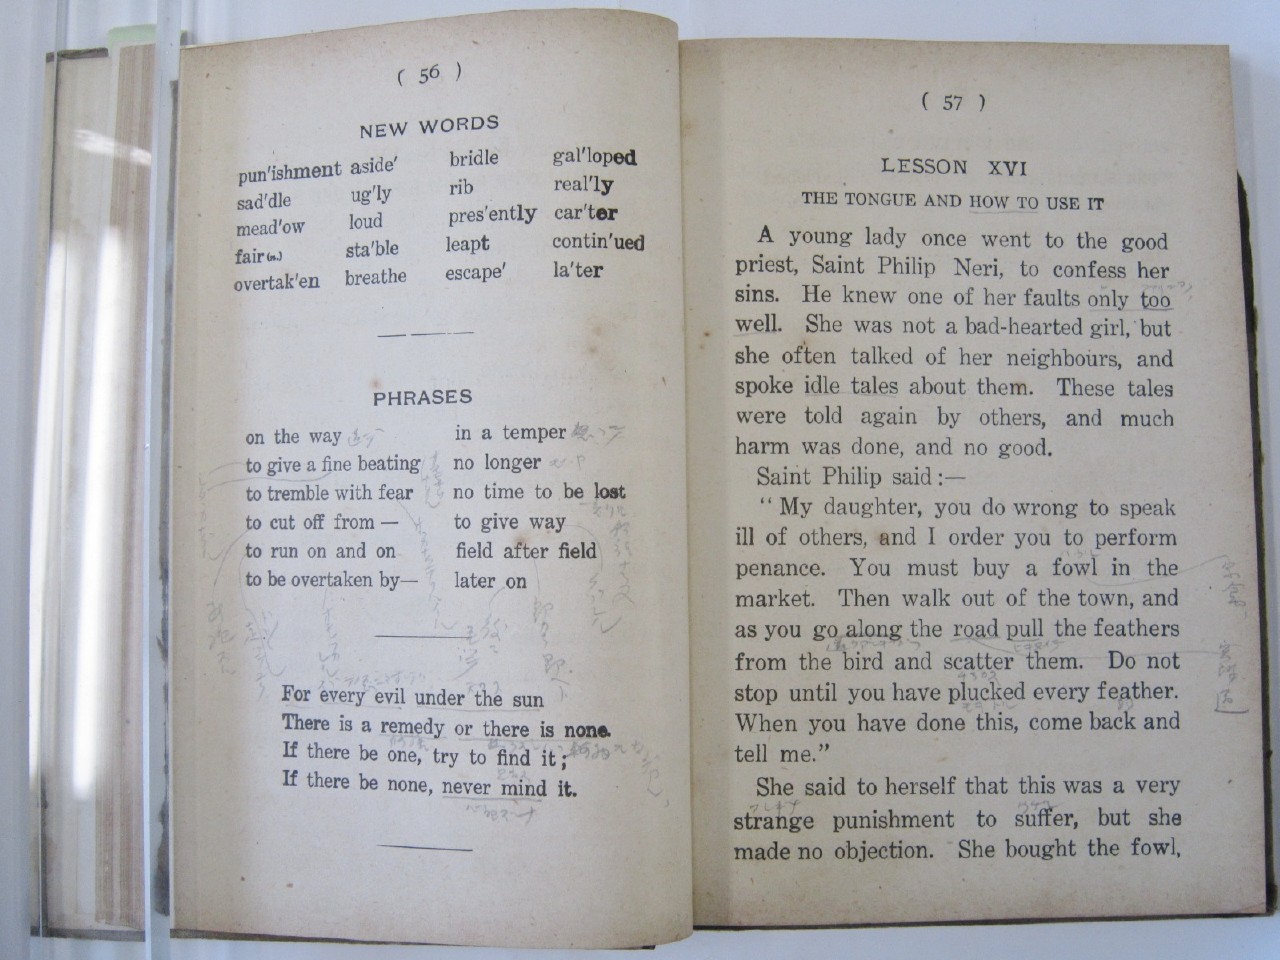 ( 56 )
NEW WORDS
pun'ishment aside' bridle gal'loped
sad'dle ug'ly rib real'ly
mead'ow loud pres'ently car'ter
fair (n.) sta'ble leapt contin'ued
overtak'en breathe escape' la'ter
PHRASES
on the way in a temper
to give a fine beating no longer
to tremble with fear no time to be lost
to cut off from — to give way
to run on and on field after field
to be overtaken by— later on
For every evil under the sun
There is a remedy or there is none.
If there be one, try to find it;
If there be none, never mind it.
( 57 )
LESSON XVI
THE TONGUE AND HOW TO USE IT
A young lady once went to the good
priest, Saint Philip Neri, to confess her
sins. He knew one of her faults only too
well. She was not a bad-hearted girl, but
she often talked of her neighbours, and
spoke idle tales about them. These tales
were told again by others, and much
harm was done, and no good.
Saint Philip said :—
“ My daughter, you do wrong to speak
ill of others, and I order you to perform
penance. You must buy a fowl in the
market. Then walk out of the town, and
as you go along the road pull the feathers
from the bird and scatter them. Do not
stop until you have plucked every feather.
When you have done this, come back and
tell me.”
She said to herself that this was a very
strange punishment to suffer, but she
made no objection. She bought the fowl,